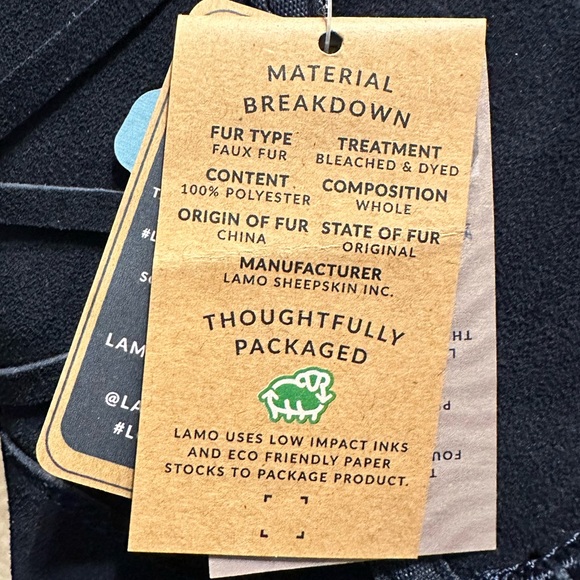 MATERIAL
BREAKDOWN
FUR TYPE
FAUX FUR
TREATMENT
BLEACHED & DYED
CONTENT
100% POLYESTER
COMPOSITION
WHOLE
ORIGIN OF FUR
CHINA
STATE OF FUR
ORIGINAL
MANUFACTURER
LAMO SHEEPSKIN INC.
THOUGHTFULLY
PACKAGED
LAMO USES LOW IMPACT INKS
AND ECO FRIENDLY PAPER
STOCKS TO PACKAGE PRODUCT.
LAM
@LA